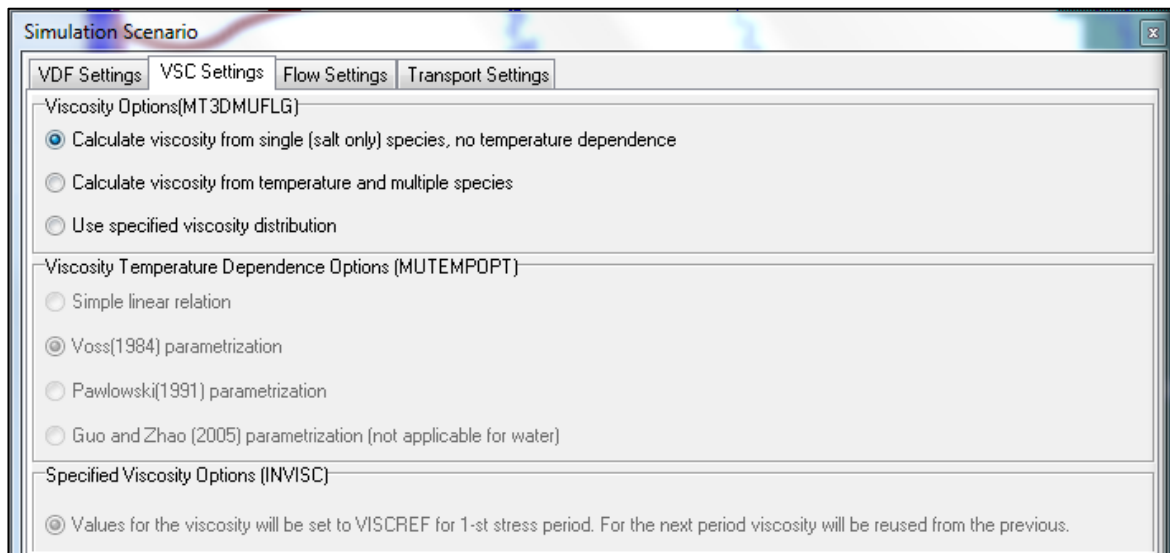 Simulation Scenario
VDF Settings VSC Settings Flow Settings Transport Settings
Viscosity Options(MT3DMUFLG)
Calculate viscosity from single (salt only) species, no temperature dependence
Calculate viscosity from temperature and multiple species
Use specified viscosity distribution
Viscosity Temperature Dependence Options (MUTEMPOPT)
Simple linear relation
Voss(1984) parametrization
Pawlowski(1991) parametrization
Guo and Zhao (2005) parametrization (not applicable for water)
Specified Viscosity Options (INVISC)
Values for the viscosity will be set to VISCREF for 1-st stress period. For the next period viscosity will be reused from the previous.